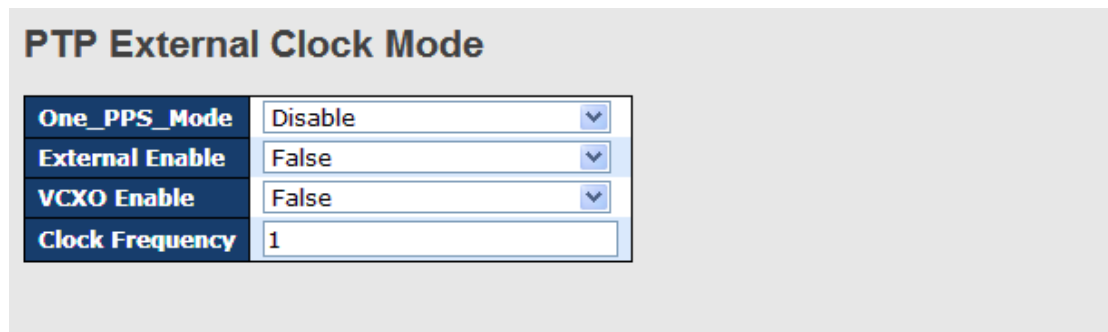 PTP External Clock Mode
One_PPS_Mode Disable
External Enable False
VCXO Enable False
Clock Frequency 1